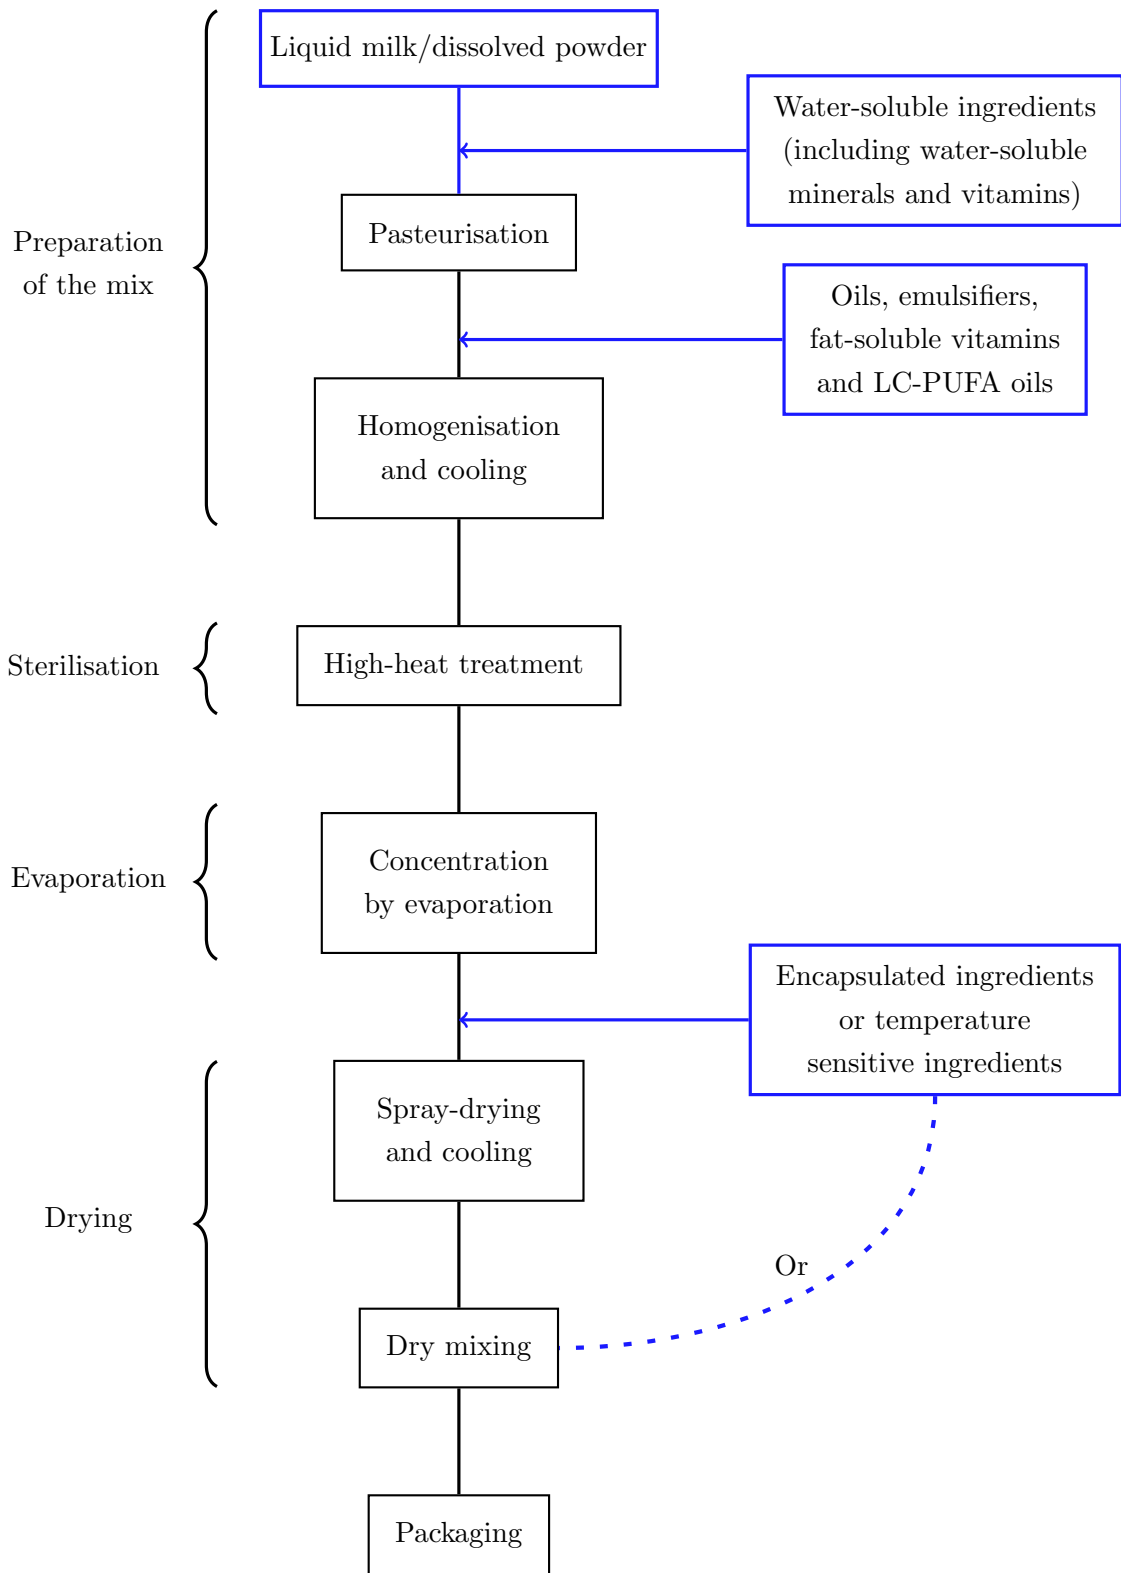 Liquid milk/dissolved powder
Water-soluble ingredients
(including water-soluble
minerals and vitamins)
Pasteurisation
Preparation
of the mix
Oils, emulsifiers,
fat-soluble vitamins
and LC-PUFA oils
Homogenisation
and cooling
Sterilisation
High-heat treatment
Evaporation
Concentration
by evaporation
Encapsulated ingredients
or temperature
sensitive ingredients
Spray-drying
and cooling
Drying
Or
Dry mixing
Packaging